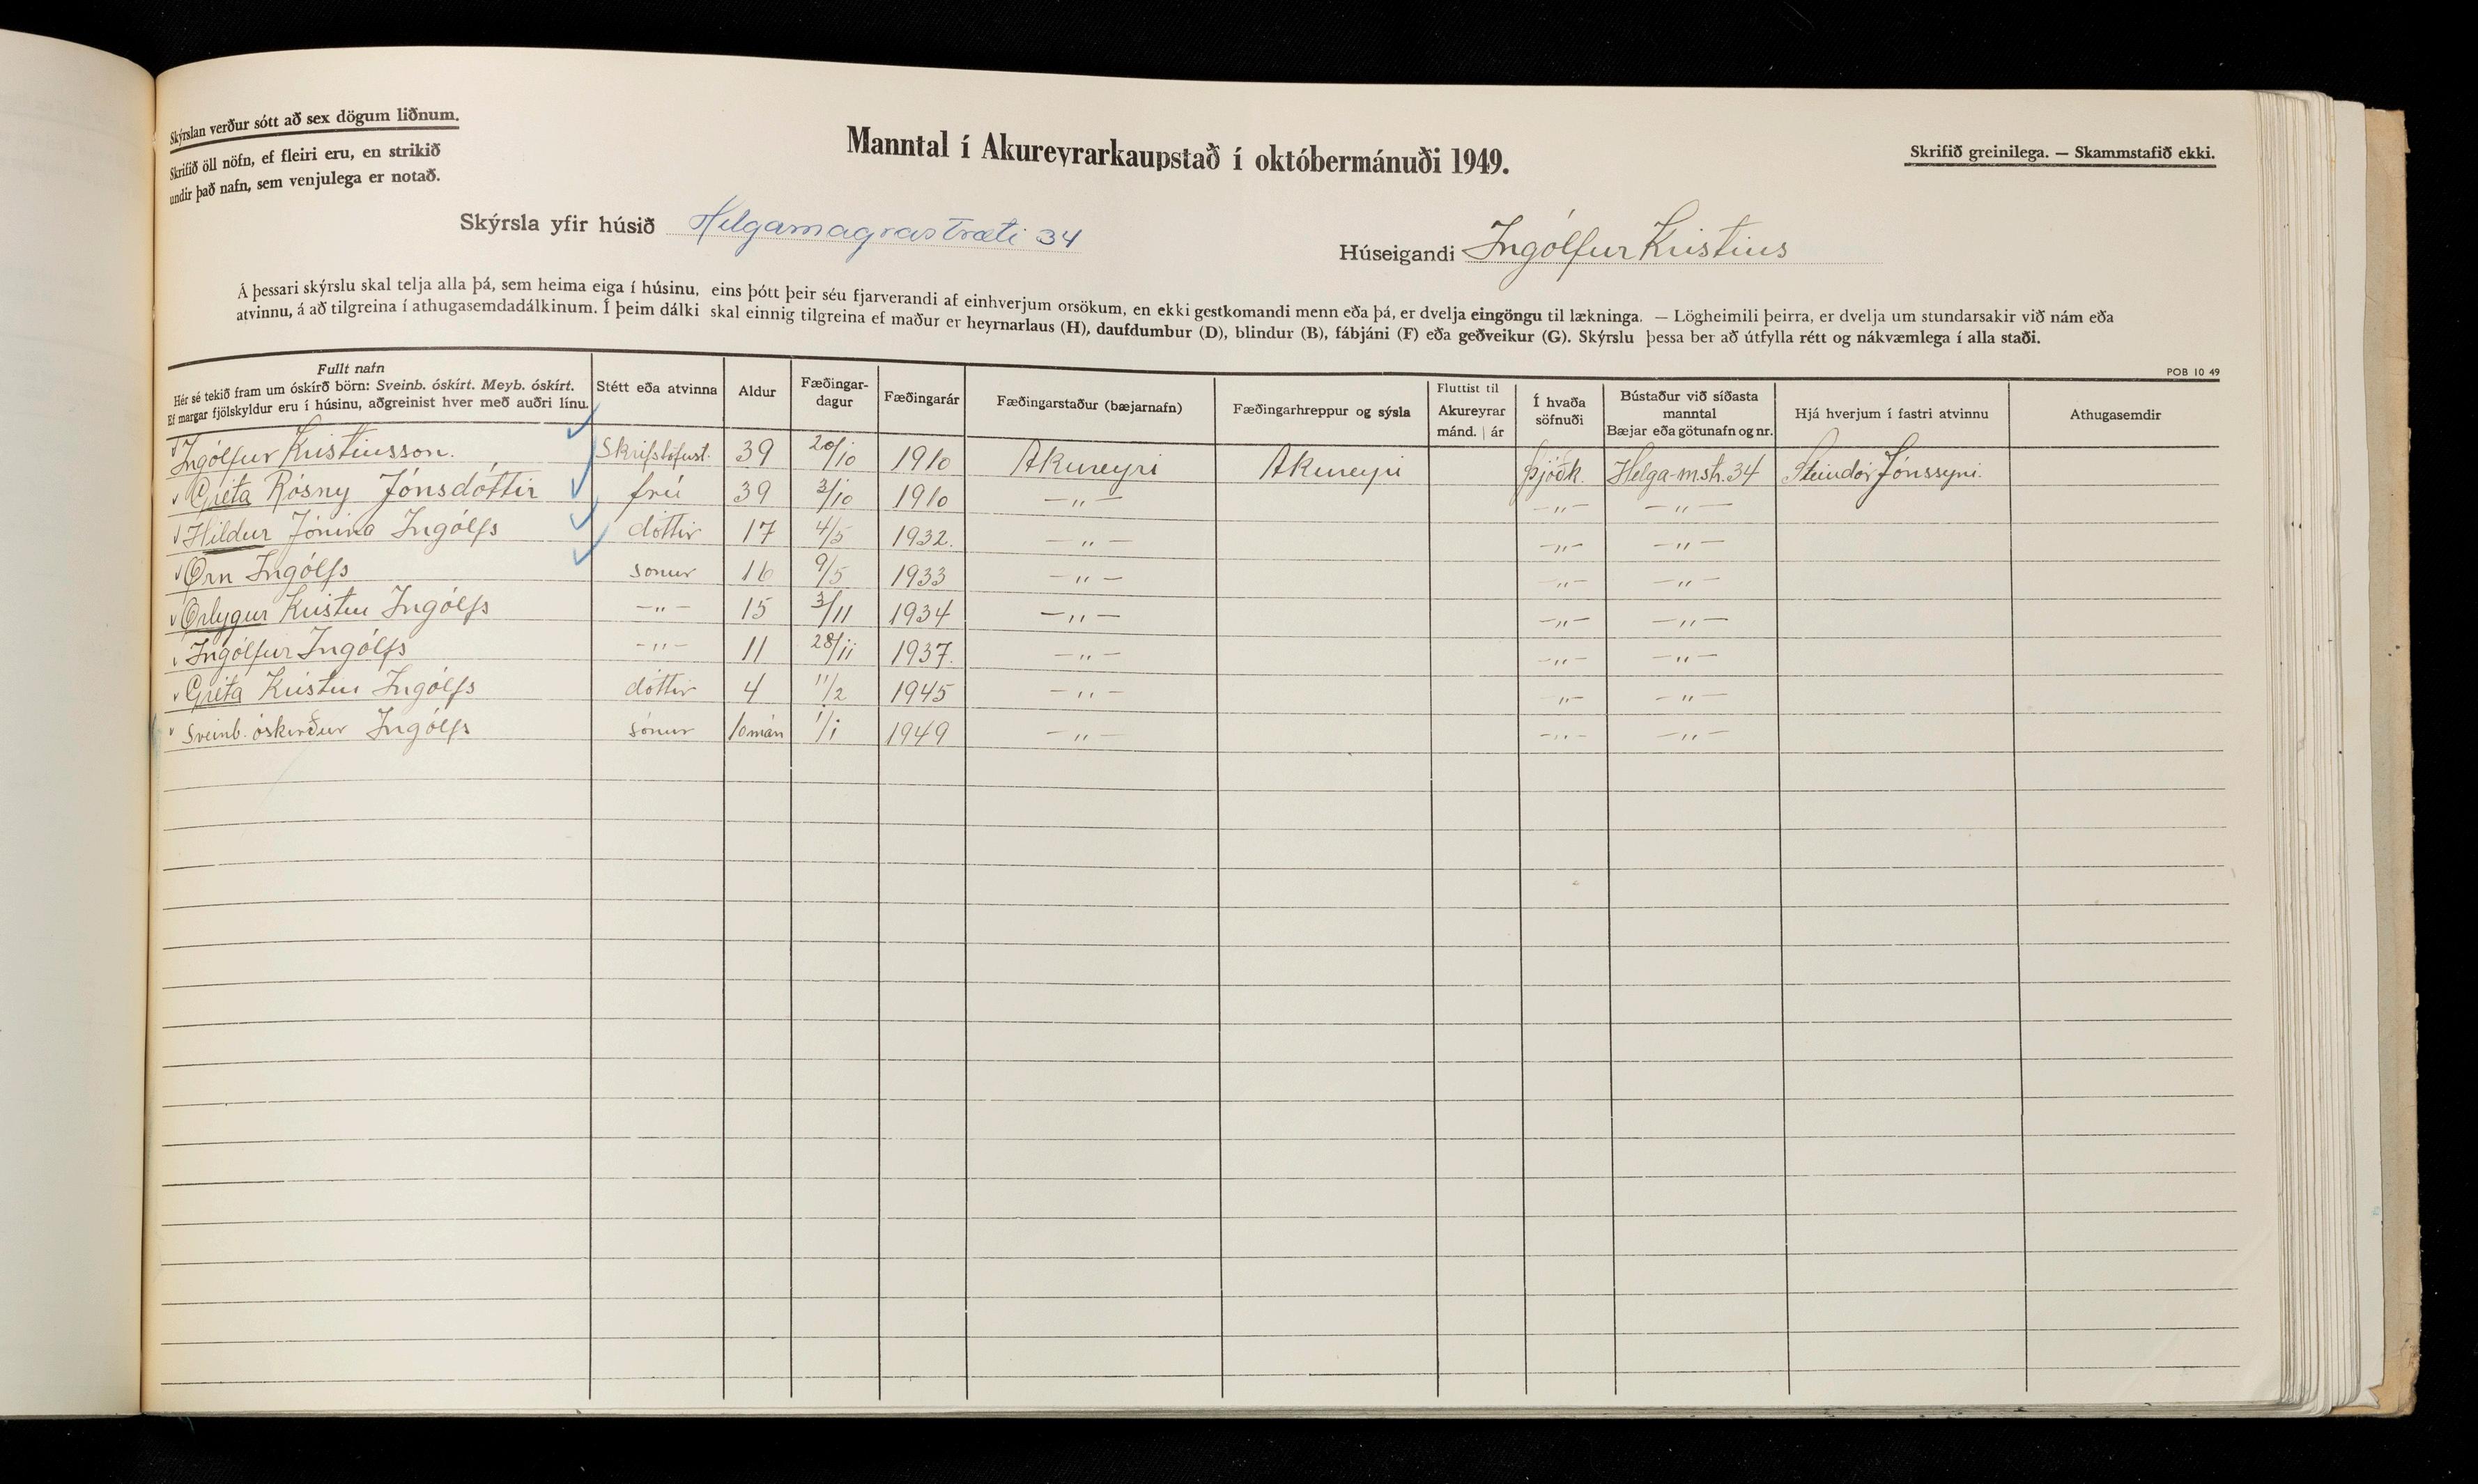 Skýrslan verður sótt að sex dögum liðnum.
Skrifið öll nöfn, ef fleiri eru, en strikið
undir það nafn, sem venjulega er notað.
Manntal í Akureyrarkaupstað í októbermánuði 1949.
Skrifið greinilega. — Skammstafið ekki.
Skýrsla yfir húsið Helgamagrastræti 34
Húseigandi Ingólfur Kristins
Á þessari skýrslu skal telja alla þá, sem heima eiga í húsinu, eins þótt þeir séu fjarverandi af einhverjum orsökum, en ekki gestkomandi menn eða þá, er dvelja eingöngu til lækninga. — Lögheimili þeirra, er dvelja um stundarsakir við nám eða
atvinnu, á að tilgreina í athugasemdadálkinum. Í þeim dálki skal einnig tilgreina ef maður er heyrnarlaus (H), daufdumbur (D), blindur (B), fábjáni (F) eða geðveikur (G). Skýrslu þessa ber að útfylla rétt og nákvæmlega í alla staði.
POB 10 49
Fullt nafn
Hér sé tekið fram um óskírð börn: Sveinb. óskírt. Meyb. óskírt.
Ef margar fjölskyldur eru í húsinu, aðgreinist hver með auðri línu.
Stétt eða atvinna
Aldur
Fæðingar-
dagur
Fæðingarár
Fæðingarstaður (bæjarnafn)
Fæðingarhreppur og sýsla
Fluttist til
Akureyrar
mánd. | ár
Í hvaða
söfnuði
Bústaður við síðasta
manntal
Bæjar eða götunafn og nr.
Hjá hverjum í fastri atvinnu
Athugasemdir
Ingólfur Kristinsson. Skrifstofust. 39 20/10 1910 Akureyri Akureyri Þjóðk. Helga-m.str. 34 Steindór Jónssyni.
Gréta Rósny Jónsdóttir frú 39 3/10 1910 —"— —"— —"—
Hildur Jónína Ingólfs dóttir 17 4/5 1932. —"— —"— —"—
Örn Ingólfs sonur 16 9/5 1933 —"— —"— —"—
Örlygur Kristinn Ingólfs —"— 15 3/11 1934 —"— —"— —"—
Ingólfur Ingólfs —"— 11 28/11 1937. —"— —"— —"—
Gréta Kristín Ingólfs dóttir 4 11/2 1945 —"— —"— —"—
Sveinb. óskírður Ingólfs sonur 10 mán 1/1 1949 —"— —"— —"—